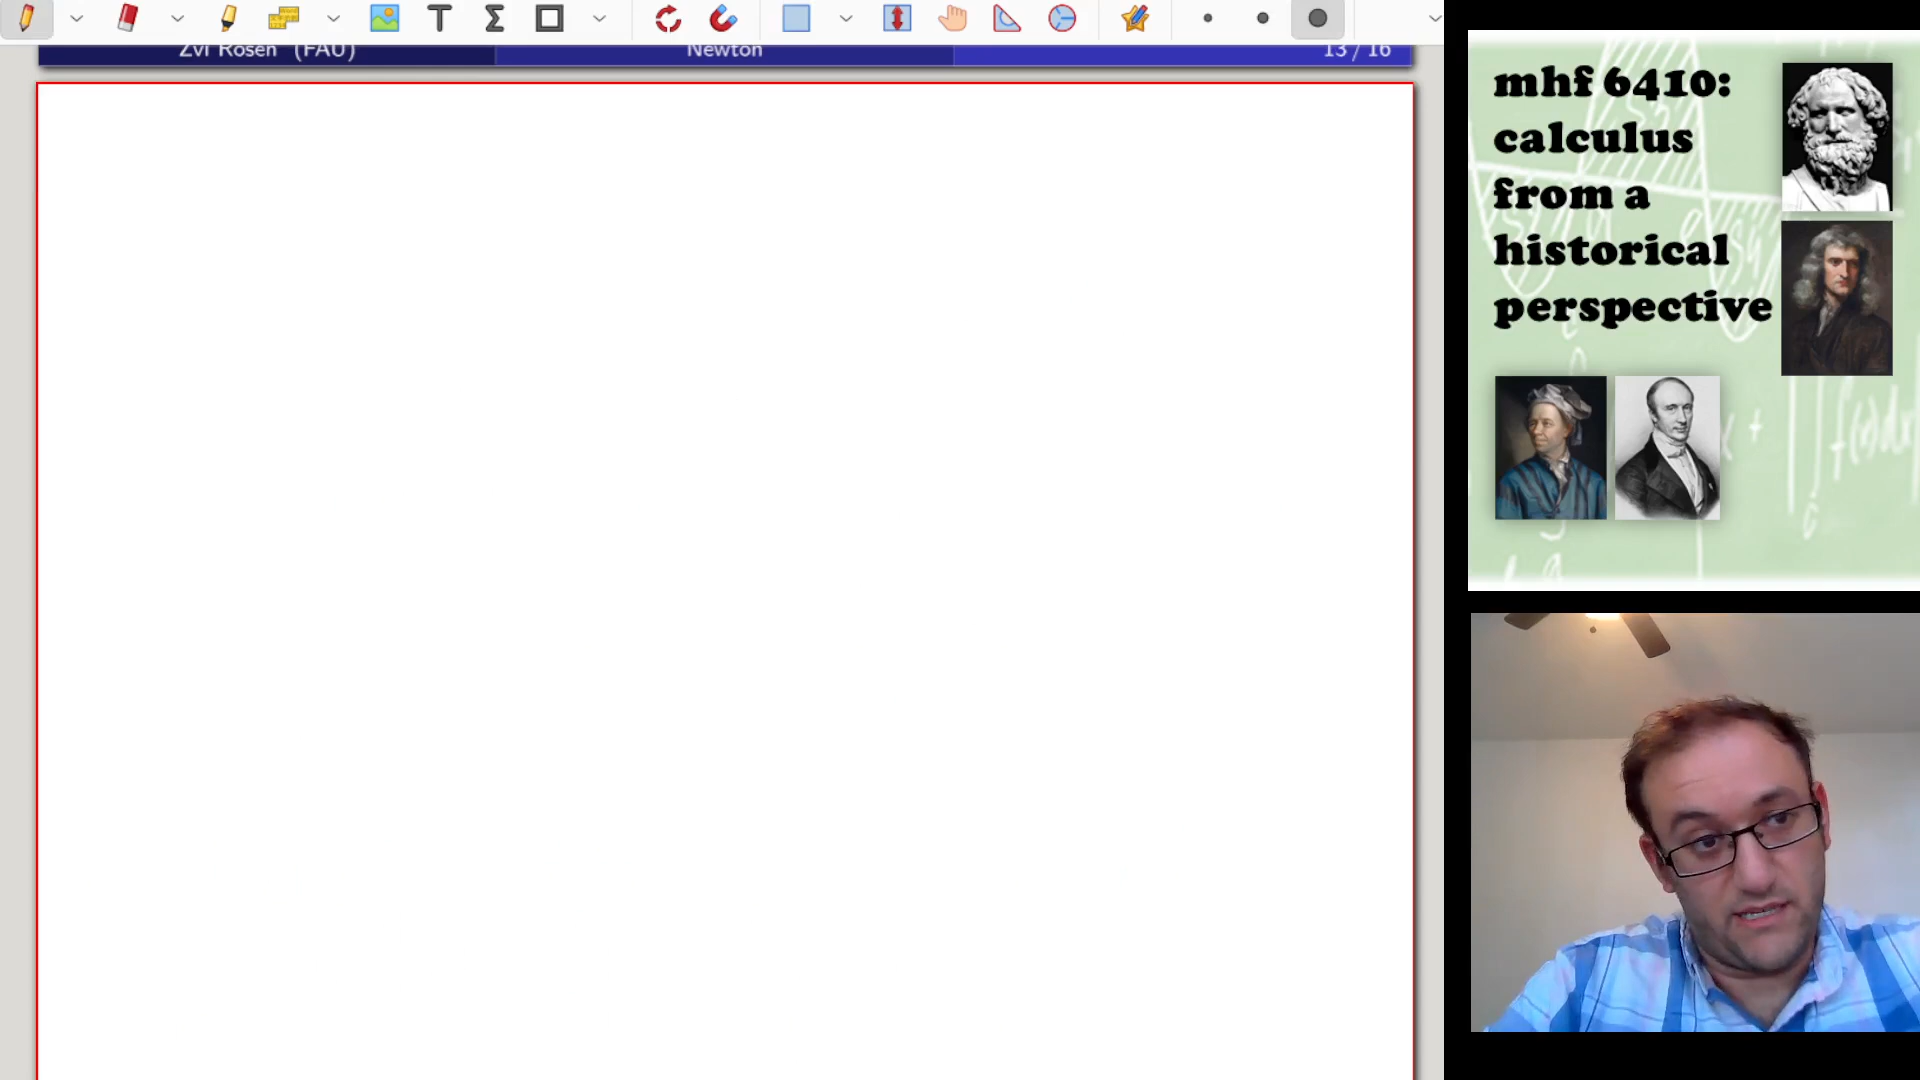 Zvi Rosen (FAU)
Newton
13 / 16
mhf 6410:
calculus
from a
historical
perspective